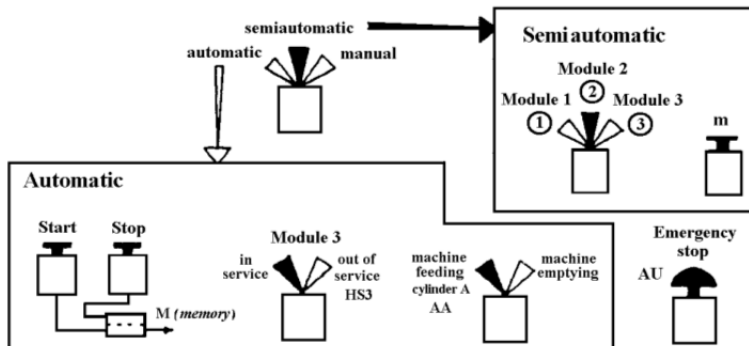 semiautomatic
automatic
manual
Semiautomatic
Module 2
2
Module 1
Module 3
1
3
m
Automatic
Start
Stop
M (memory)
Module 3
in
service
out of
service
HS3
machine
feeding
cylinder A
AA
machine
emptying
Emergency
stop
AU